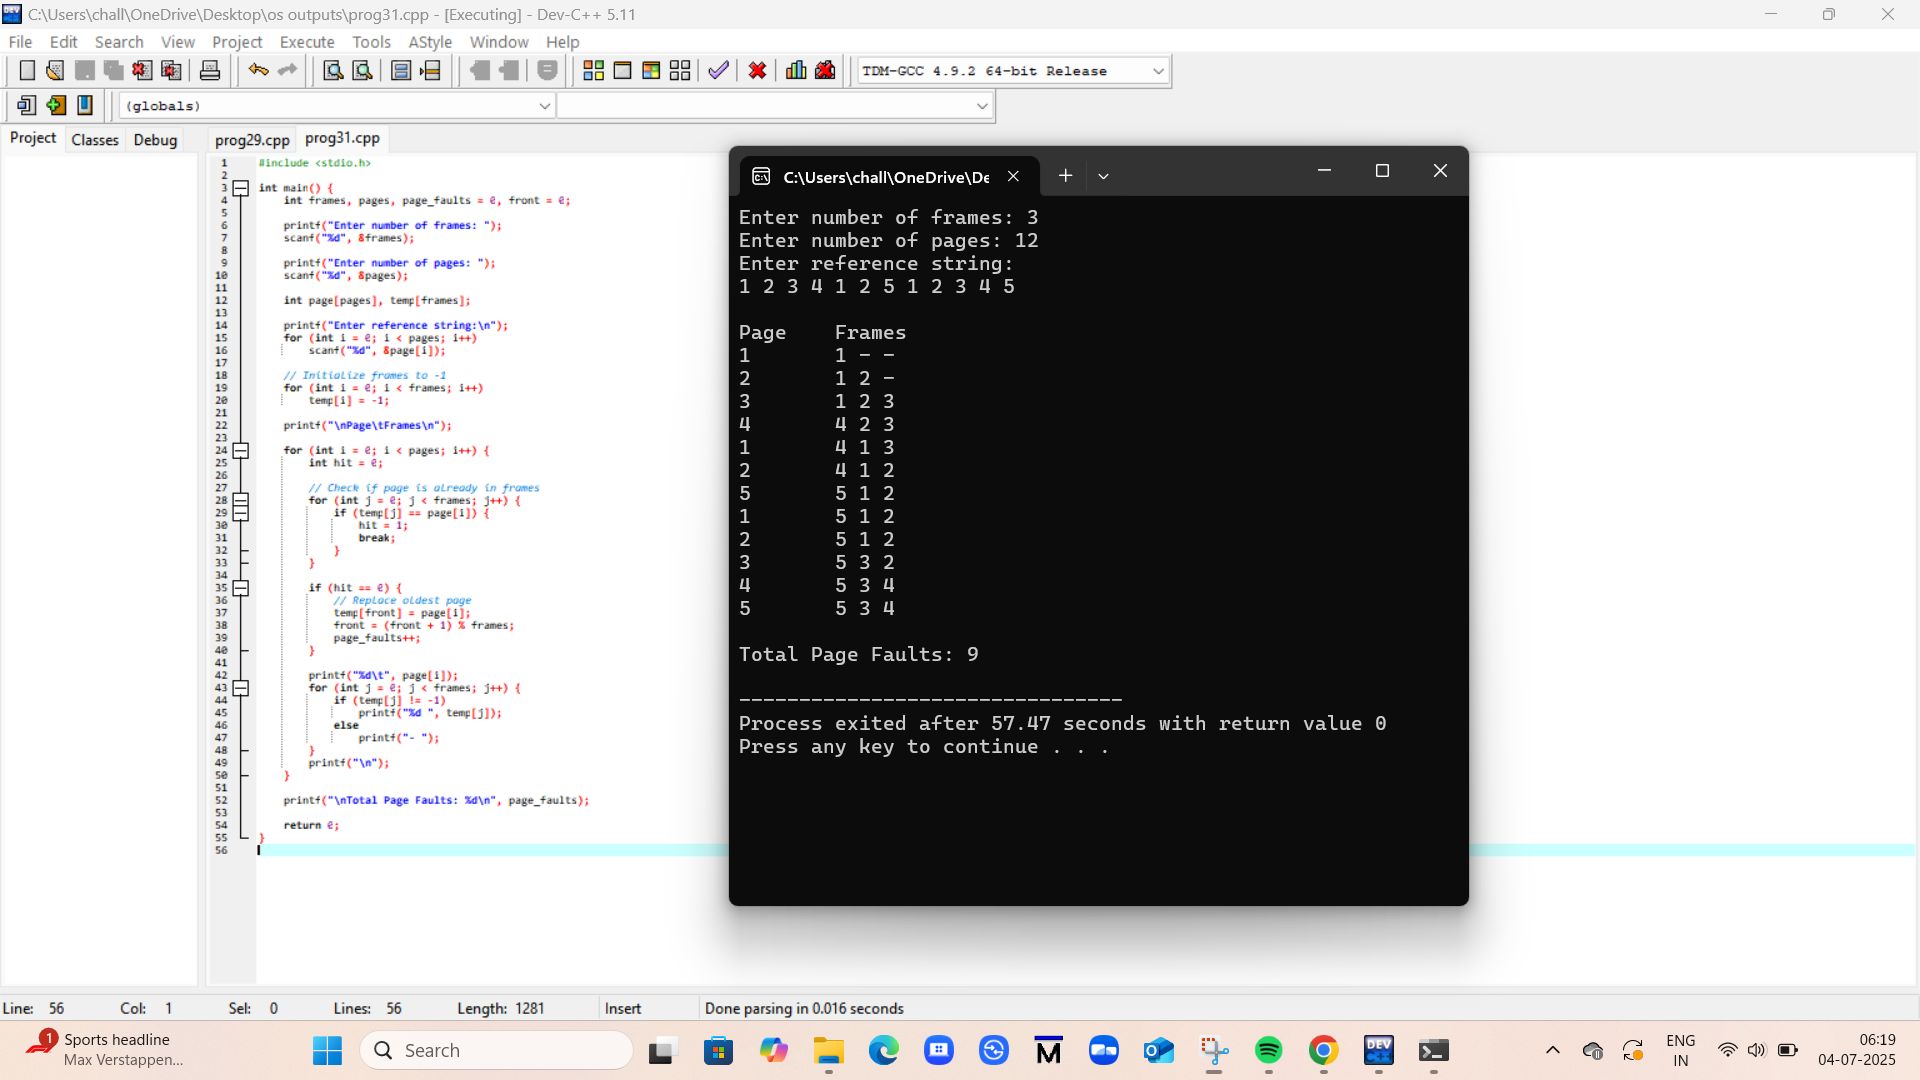 C:\Users\chall\OneDrive\Desktop\os outputs\prog31.cpp - [Executing] - Dev-C++ 5.11
File Edit Search View Project Execute Tools AStyle Window Help
TDM-GCC 4.9.2 64-bit Release
(globals)
Project Classes Debug
prog29.cpp prog31.cpp
1 #include <stdio.h>
2
3 int main() {
4 int frames, pages, page_faults = 0, front = 0;
5
6 printf("Enter number of frames: ");
7 scanf("%d", &frames);
8
9 printf("Enter number of pages: ");
10 scanf("%d", &pages);
11
12 int page[pages], temp[frames];
13
14 printf("Enter reference string:\n");
15 for (int i = 0; i < pages; i++)
16 scanf("%d", &page[i]);
17
18 // Initialize frames to -1
19 for (int i = 0; i < frames; i++)
20 temp[i] = -1;
21
22 printf("\nPage\tFrames\n");
23
24 for (int i = 0; i < pages; i++) {
25 int hit = 0;
26
27 // Check if page is already in frames
28 for (int j = 0; j < frames; j++) {
29 if (temp[j] == page[i]) {
30 hit = 1;
31 break;
32 }
33 }
34
35 if (hit == 0) {
36 // Replace oldest page
37 temp[front] = page[i];
38 front = (front + 1) % frames;
39 page_faults++;
40 }
41
42 printf("%d\t", page[i]);
43 for (int j = 0; j < frames; j++) {
44 if (temp[j] != -1)
45 printf("%d ", temp[j]);
46 else
47 printf("- ");
48 }
49 printf("\n");
50 }
51
52 printf("\nTotal Page Faults: %d\n", page_faults);
53
54 return 0;
55 }
56
C:\Users\chall\OneDrive\De
Enter number of frames: 3
Enter number of pages: 12
Enter reference string:
1 2 3 4 1 2 5 1 2 3 4 5
Page Frames
1 1 - -
2 1 2 -
3 1 2 3
4 4 2 3
1 4 1 3
2 4 1 2
5 5 1 2
1 5 1 2
2 5 1 2
3 5 3 2
4 5 3 4
5 5 3 4
Total Page Faults: 9
--------------------------------
Process exited after 57.47 seconds with return value 0
Press any key to continue . . .
Line: 56 Col: 1 Sel: 0 Lines: 56 Length: 1281 Insert Done parsing in 0.016 seconds
1
Sports headline
Max Verstappen...
Search
DEV C++
ENG
IN
06:19
04-07-2025